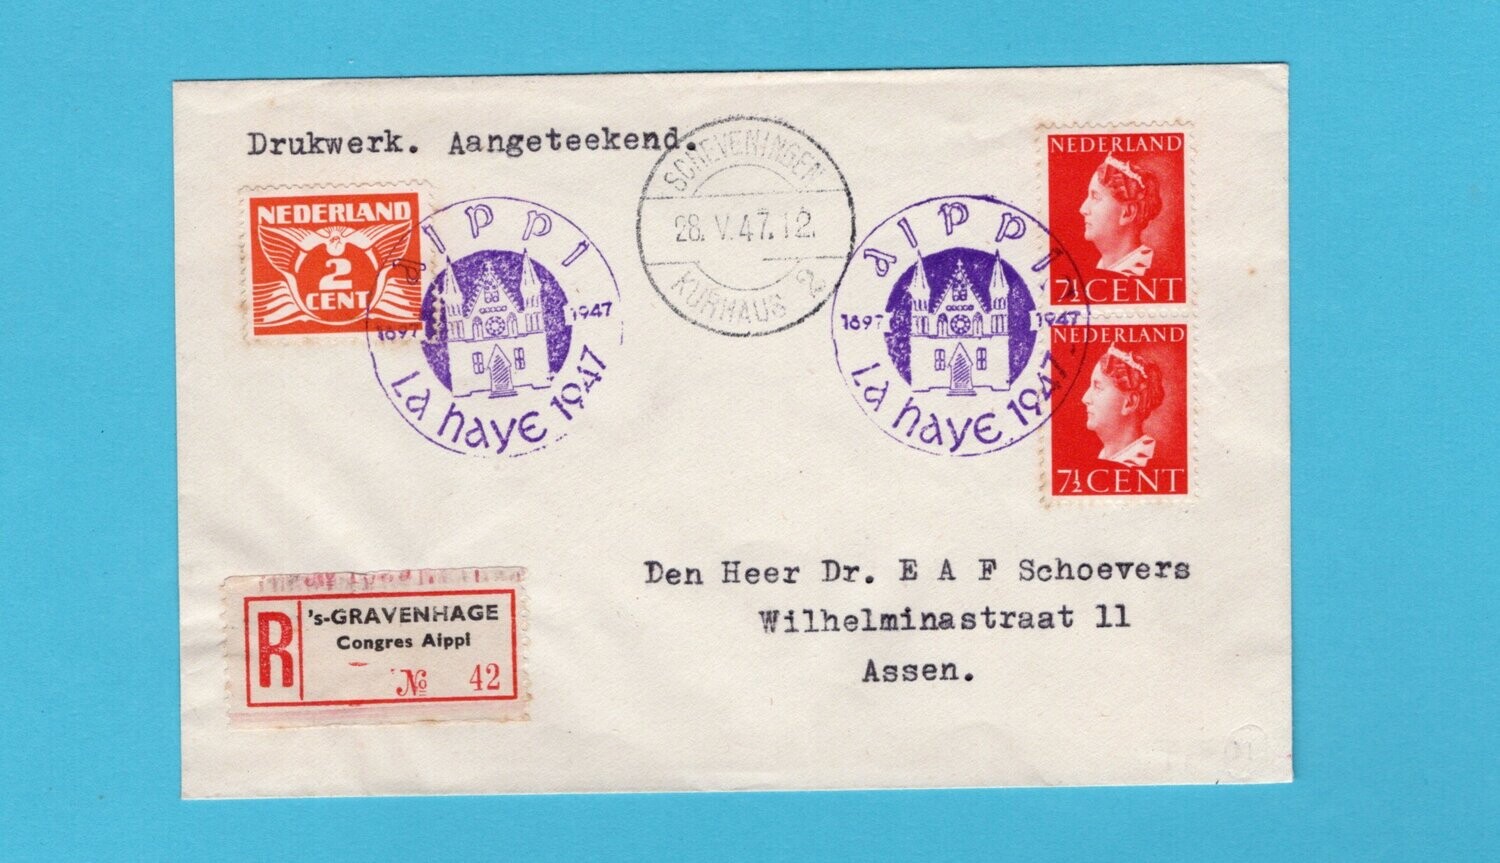 Drukwerk. Aangeteekend.
NEDERLAND
2
CENT
AIPPI
1897 1947
La haye 1947
SCHEVENINGEN
28. V. 47. 12.
KURHAUS 2
AIPPI
1897 1947
La haye 1947
NEDERLAND
7½ CENT
NEDERLAND
7½ CENT
R
's-GRAVENHAGE
Congres Aippi
No 42
Den Heer Dr. E A F Schoevers
Wilhelminastraat 11
Assen.